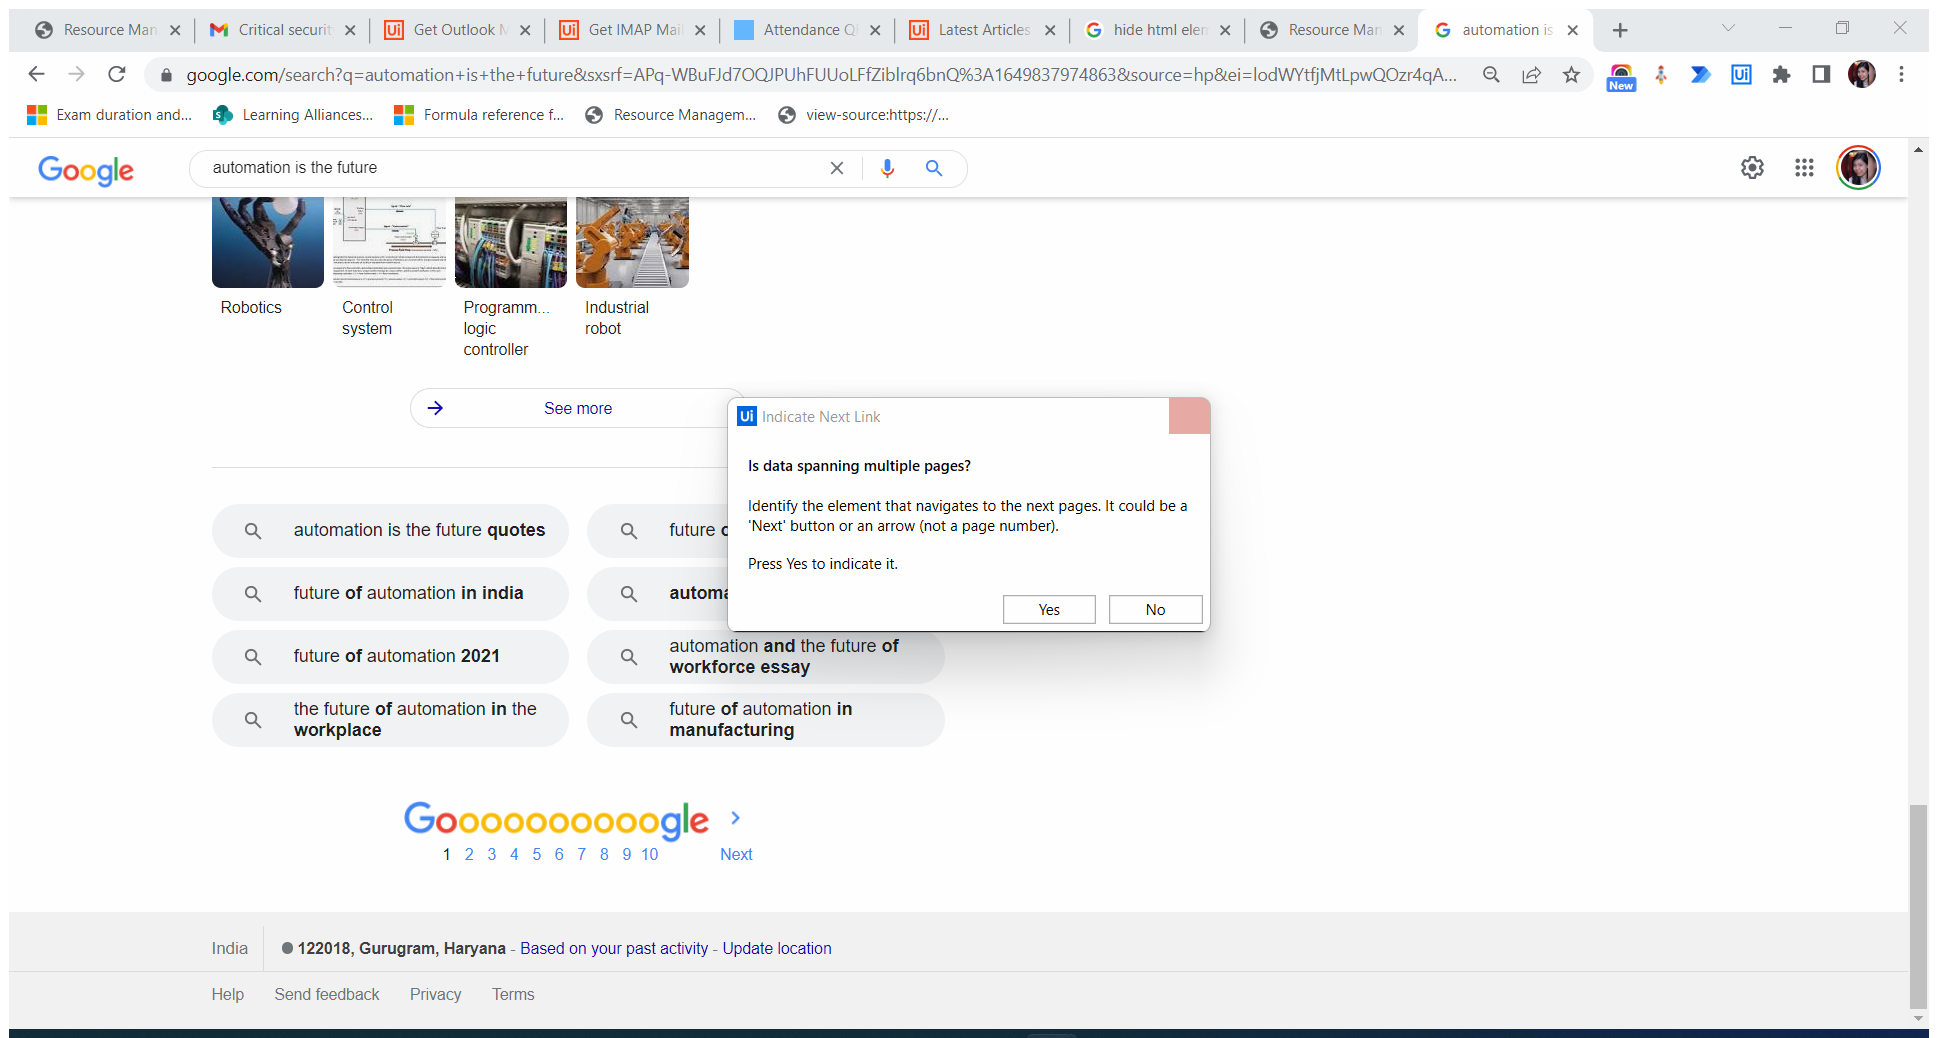 Resource Man
Critical securit
Get Outlook M
Get IMAP Mai
Attendance Q
Latest Articles
hide html elen
Resource Man
automation is
google.com/search?q=automation+is+the+future&sxsrf=APq-WBuFJd7OQJPUhFUUoLFfZiblrq6bnQ%3A1649837974863&source=hp&ei=lodWYtfjMtLpwQOzr4qA...
New
Exam duration and...
Learning Alliances...
Formula reference f...
Resource Managem...
view-source:https://...
Google
automation is the future
Robotics
Control
system
Programm...
logic
controller
Industrial
robot
See more
Ui Indicate Next Link
Is data spanning multiple pages?
Identify the element that navigates to the next pages. It could be a
'Next' button or an arrow (not a page number).
Press Yes to indicate it.
Yes
No
automation is the future quotes
future
future of automation in india
future of automation 2021
automation and the future of
workforce essay
the future of automation in the
workplace
future of automation in
manufacturing
Goooooooooogle >
1 2 3 4 5 6 7 8 9 10 Next
India
122018, Gurugram, Haryana - Based on your past activity - Update location
Help Send feedback Privacy Terms